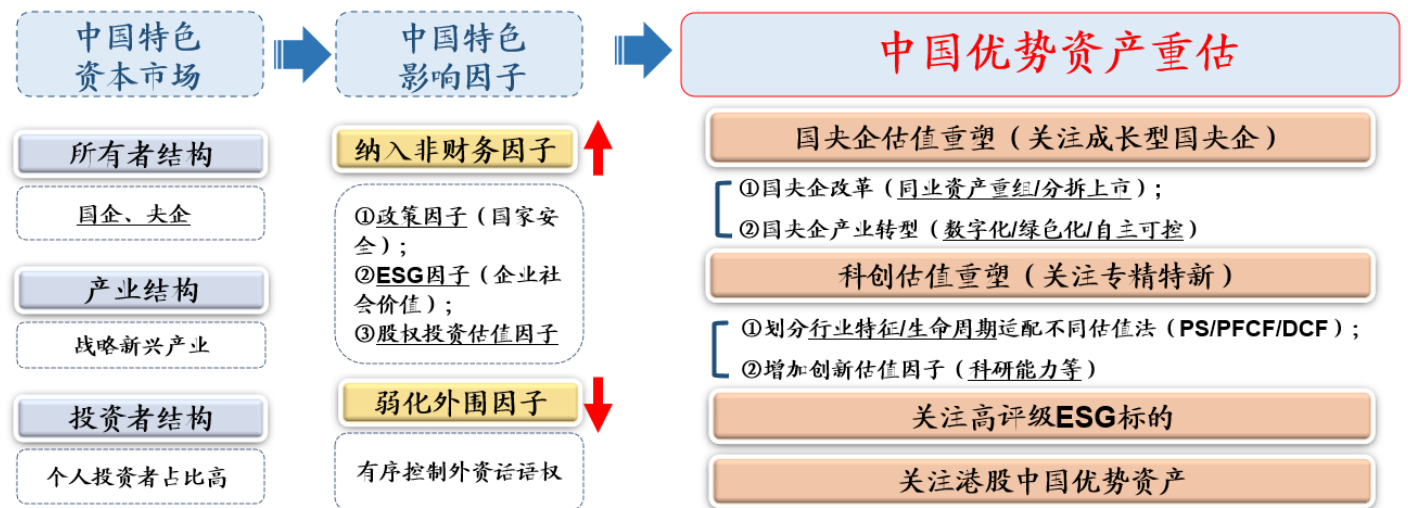 中国特色
资本市场
中国特色
影响因子
中国优势资产重估
所有者结构
国企、央企
产业结构
战略新兴产业
投资者结构
个人投资者占比高
纳入非财务因子
①政策因子（国家安
全）；
②ESG因子（企业社
会价值）；
③股权投资估值因子
弱化外围因子
有序控制外资话语权
国央企估值重塑（关注成长型国央企）
①国央企改革（同业资产重组/分拆上市）；
②国央企产业转型（数字化/绿色化/自主可控）
科创估值重塑（关注专精特新）
①划分行业特征/生命周期适配不同估值法（PS/PFCF/DCF）；
②增加创新估值因子（科研能力等）
关注高评级ESG标的
关注港股中国优势资产